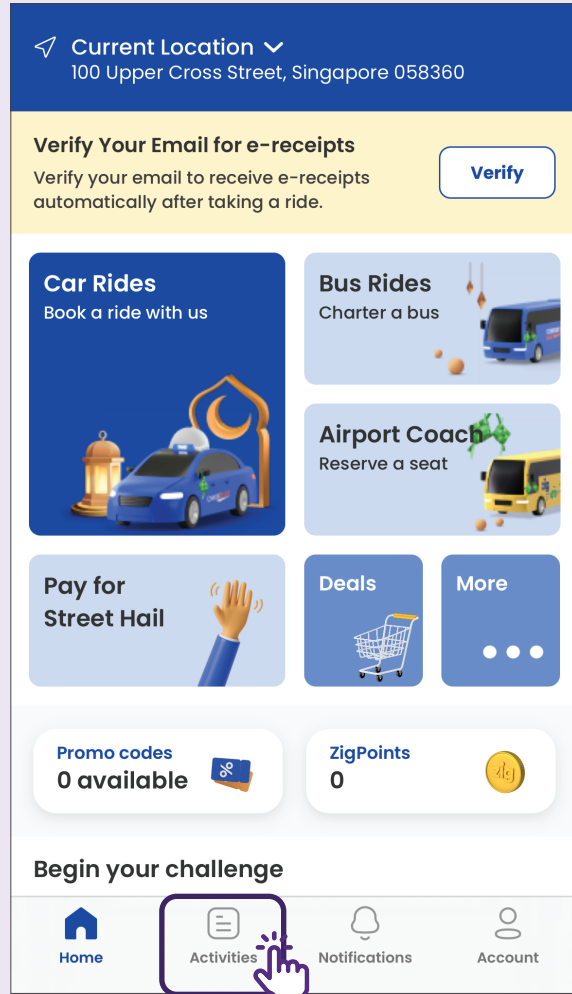 Current Location
100 Upper Cross Street, Singapore 058360
Verify Your Email for e-receipts
Verify your email to receive e-receipts
automatically after taking a ride.
Verify
Car Rides
Book a ride with us
Bus Rides
Charter a bus
Airport Coach
Reserve a seat
Pay for
Street Hail
Deals
More
Promo codes
0 available
%
ZigPoints
0
zig
Begin your challenge
Home
Activities
Notifications
Account